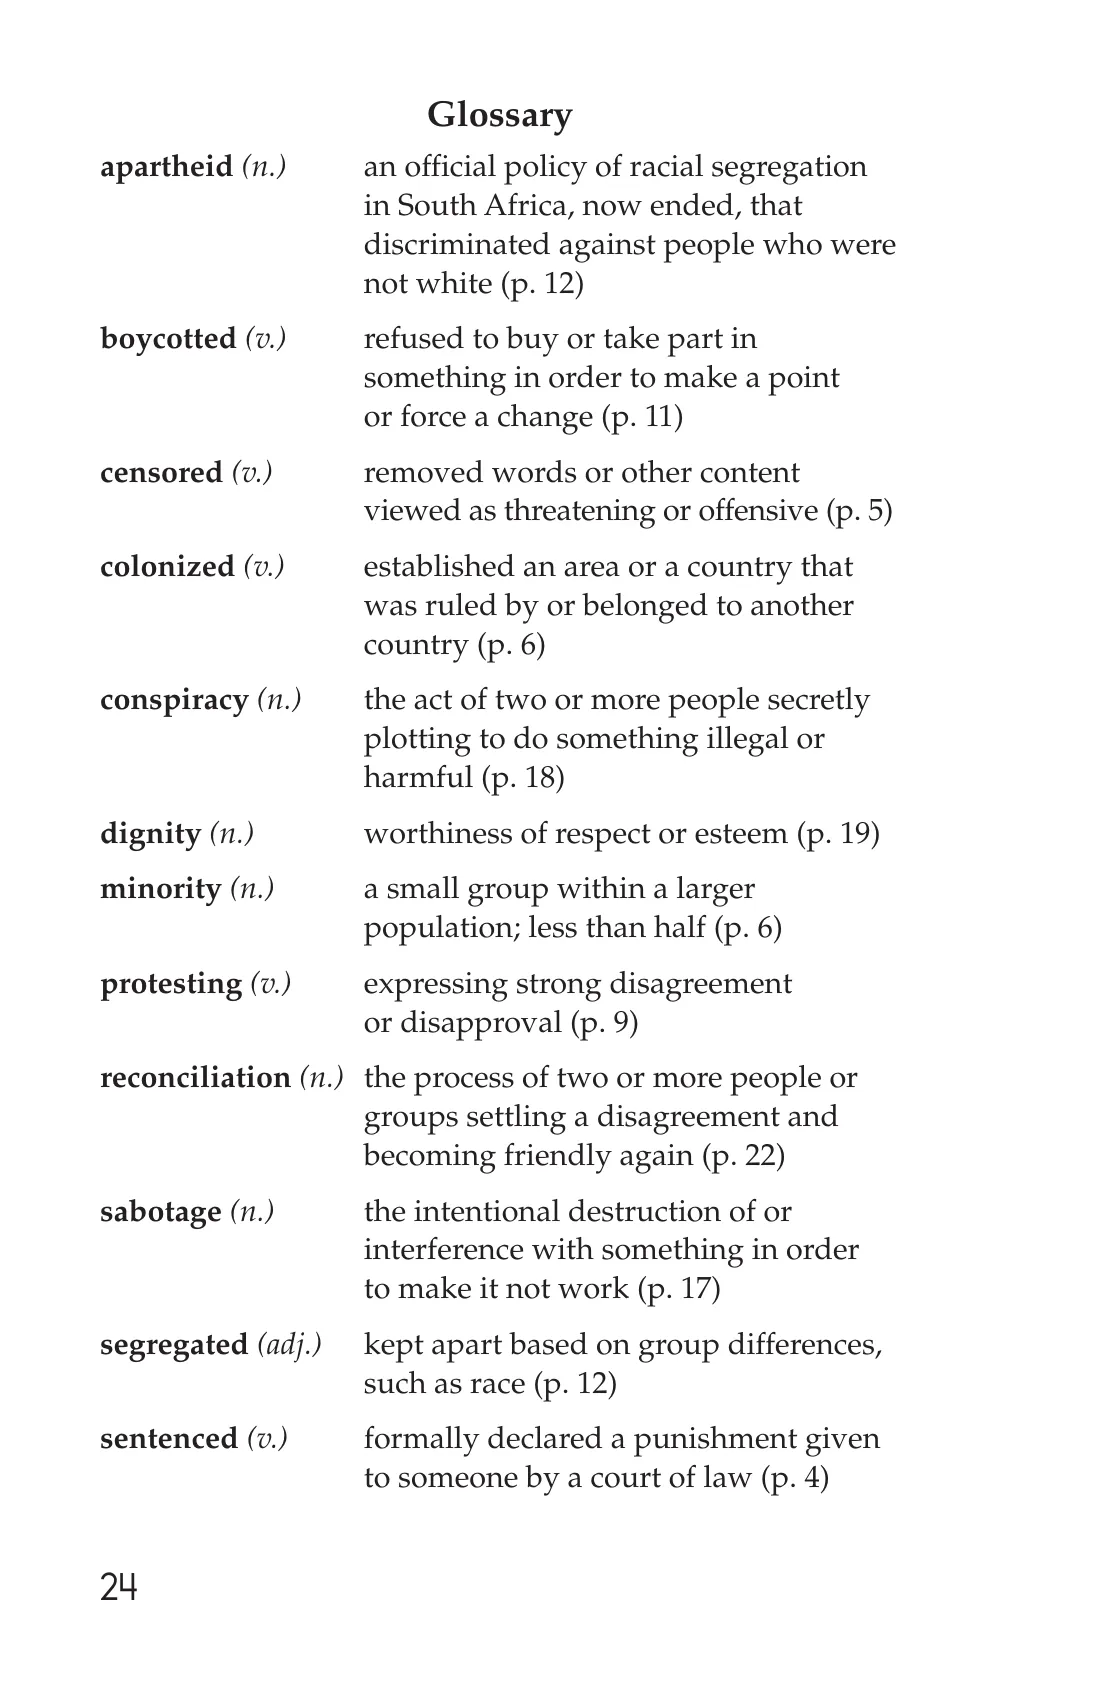 Glossary
apartheid (n.) an official policy of racial segregation
in South Africa, now ended, that
discriminated against people who were
not white (p. 12)
boycotted (v.) refused to buy or take part in
something in order to make a point
or force a change (p. 11)
censored (v.) removed words or other content
viewed as threatening or offensive (p. 5)
colonized (v.) established an area or a country that
was ruled by or belonged to another
country (p. 6)
conspiracy (n.) the act of two or more people secretly
plotting to do something illegal or
harmful (p. 18)
dignity (n.) worthiness of respect or esteem (p. 19)
minority (n.) a small group within a larger
population; less than half (p. 6)
protesting (v.) expressing strong disagreement
or disapproval (p. 9)
reconciliation (n.) the process of two or more people or
groups settling a disagreement and
becoming friendly again (p. 22)
sabotage (n.) the intentional destruction of or
interference with something in order
to make it not work (p. 17)
segregated (adj.) kept apart based on group differences,
such as race (p. 12)
sentenced (v.) formally declared a punishment given
to someone by a court of law (p. 4)
24